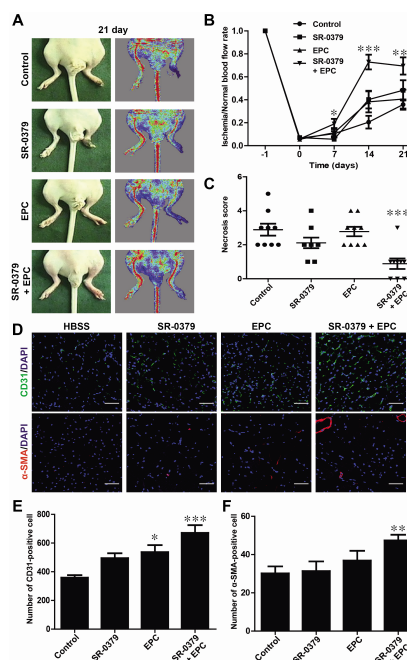 A
21 day
Control
SR-0379
EPC
SR-0379
+ EPC
B
Ischemia/Normal blood flow rate
1.0
0.8
0.6
0.4
0.2
0.0
-1
0
7
14
21
Time (days)
Control
SR-0379
EPC
SR-0379
+ EPC
*
***
**
C
Necrosis score
6
4
2
0
***
Control
SR-0379
EPC
SR-0379
+ EPC
D
HBSS
SR-0379
EPC
SR-0379 + EPC
CD31/DAPI
α-SMA/DAPI
E
Number of CD31-positive cell
800
600
400
200
0
*
***
Control
SR-0379
EPC
SR-0379
+ EPC
F
Number of α-SMA-positive cell
60
40
20
0
**
Control
SR-0379
EPC
SR-0379
EPC